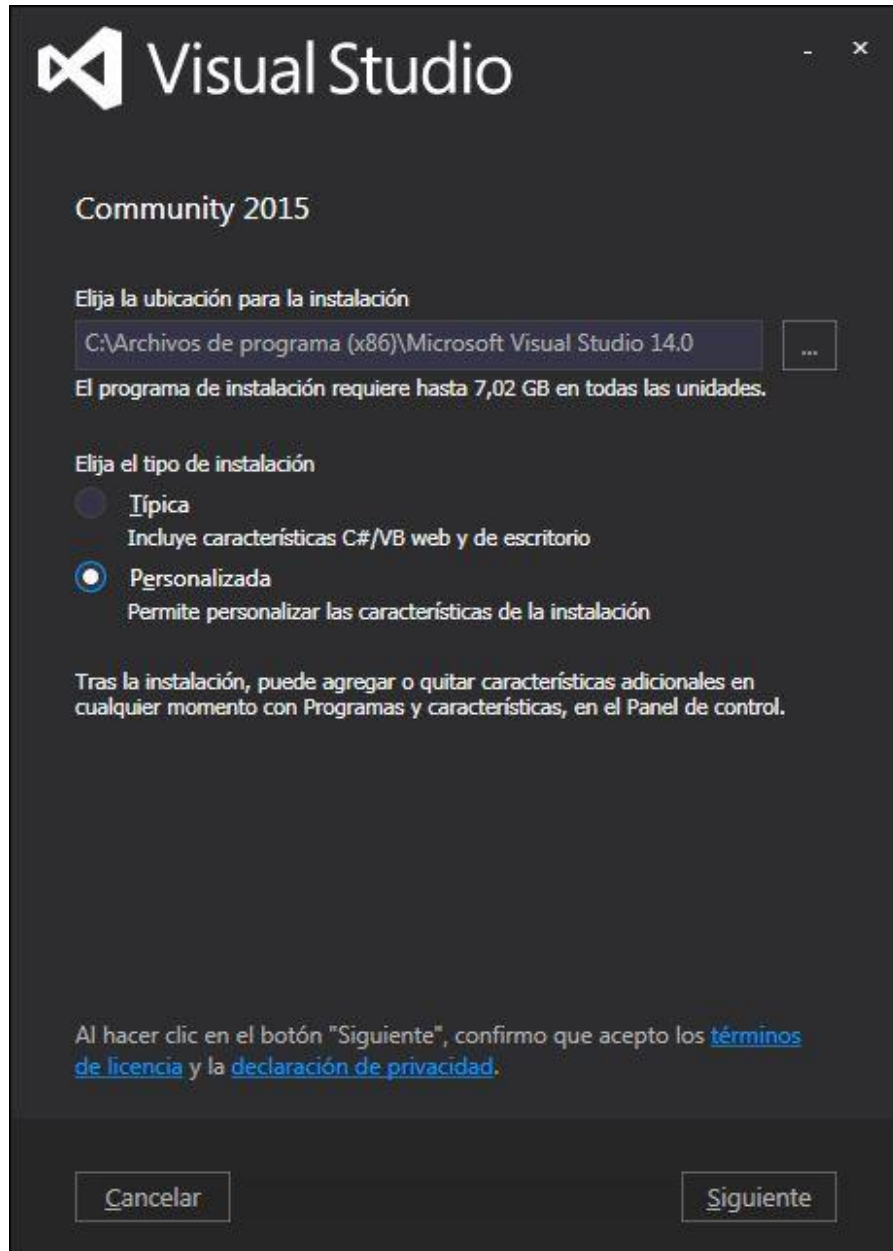 Visual Studio
Community 2015
Elija la ubicación para la instalación
C:\Archivos de programa (x86)\Microsoft Visual Studio 14.0
...
El programa de instalación requiere hasta 7,02 GB en todas las unidades.
Elija el tipo de instalación
Típica
Incluye características C#/VB web y de escritorio
Personalizada
Permite personalizar las características de la instalación
Tras la instalación, puede agregar o quitar características adicionales en
cualquier momento con Programas y características, en el Panel de control.
Al hacer clic en el botón "Siguiente", confirmo que acepto los términos
de licencia y la declaración de privacidad.
Cancelar
Siguiente